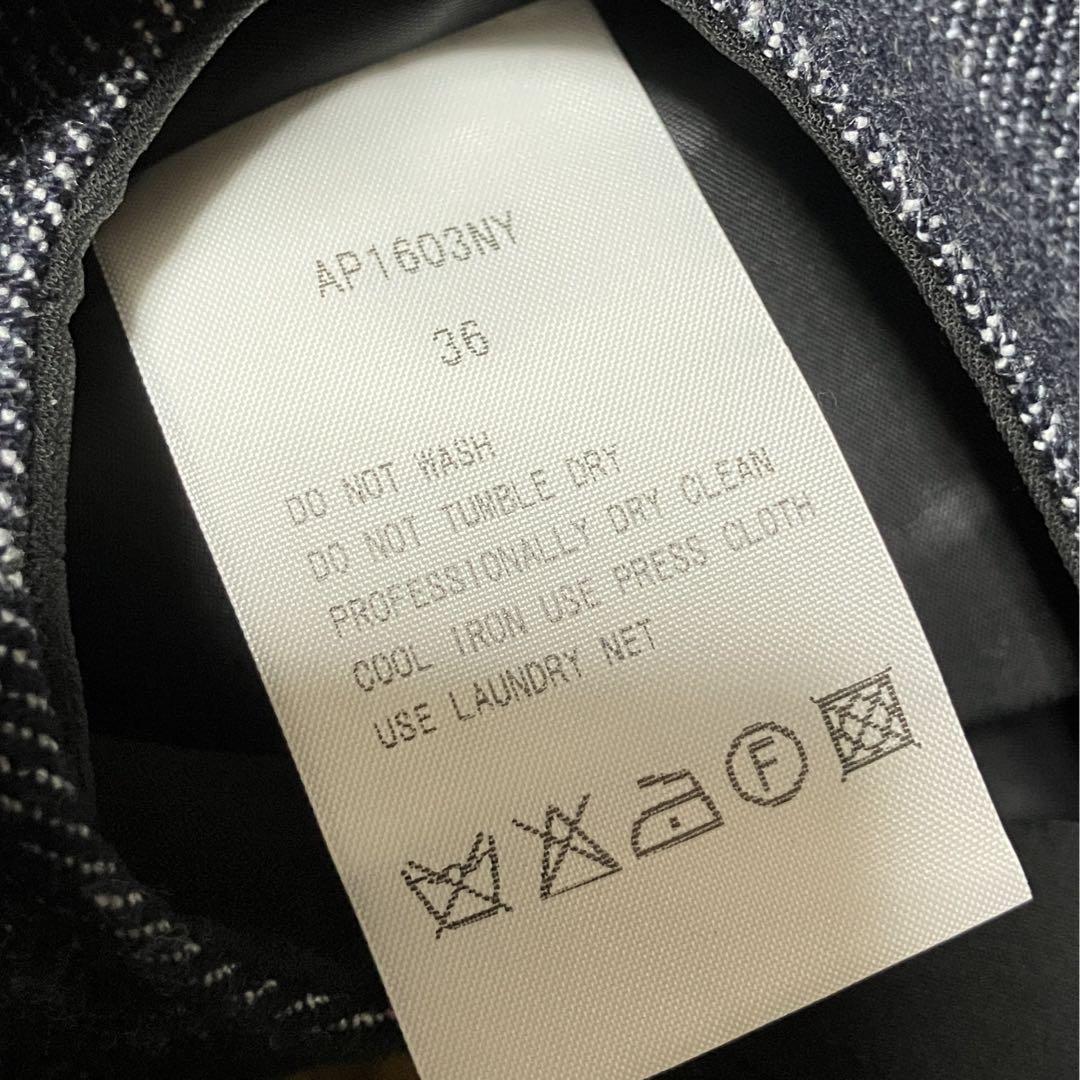 AP1603NY
36
DO NOT WASH
DO NOT TUMBLE DRY
PROFESSIONALLY DRY CLEAN
COOL IRON USE PRESS CLOTH
USE LAUNDRY NET
F